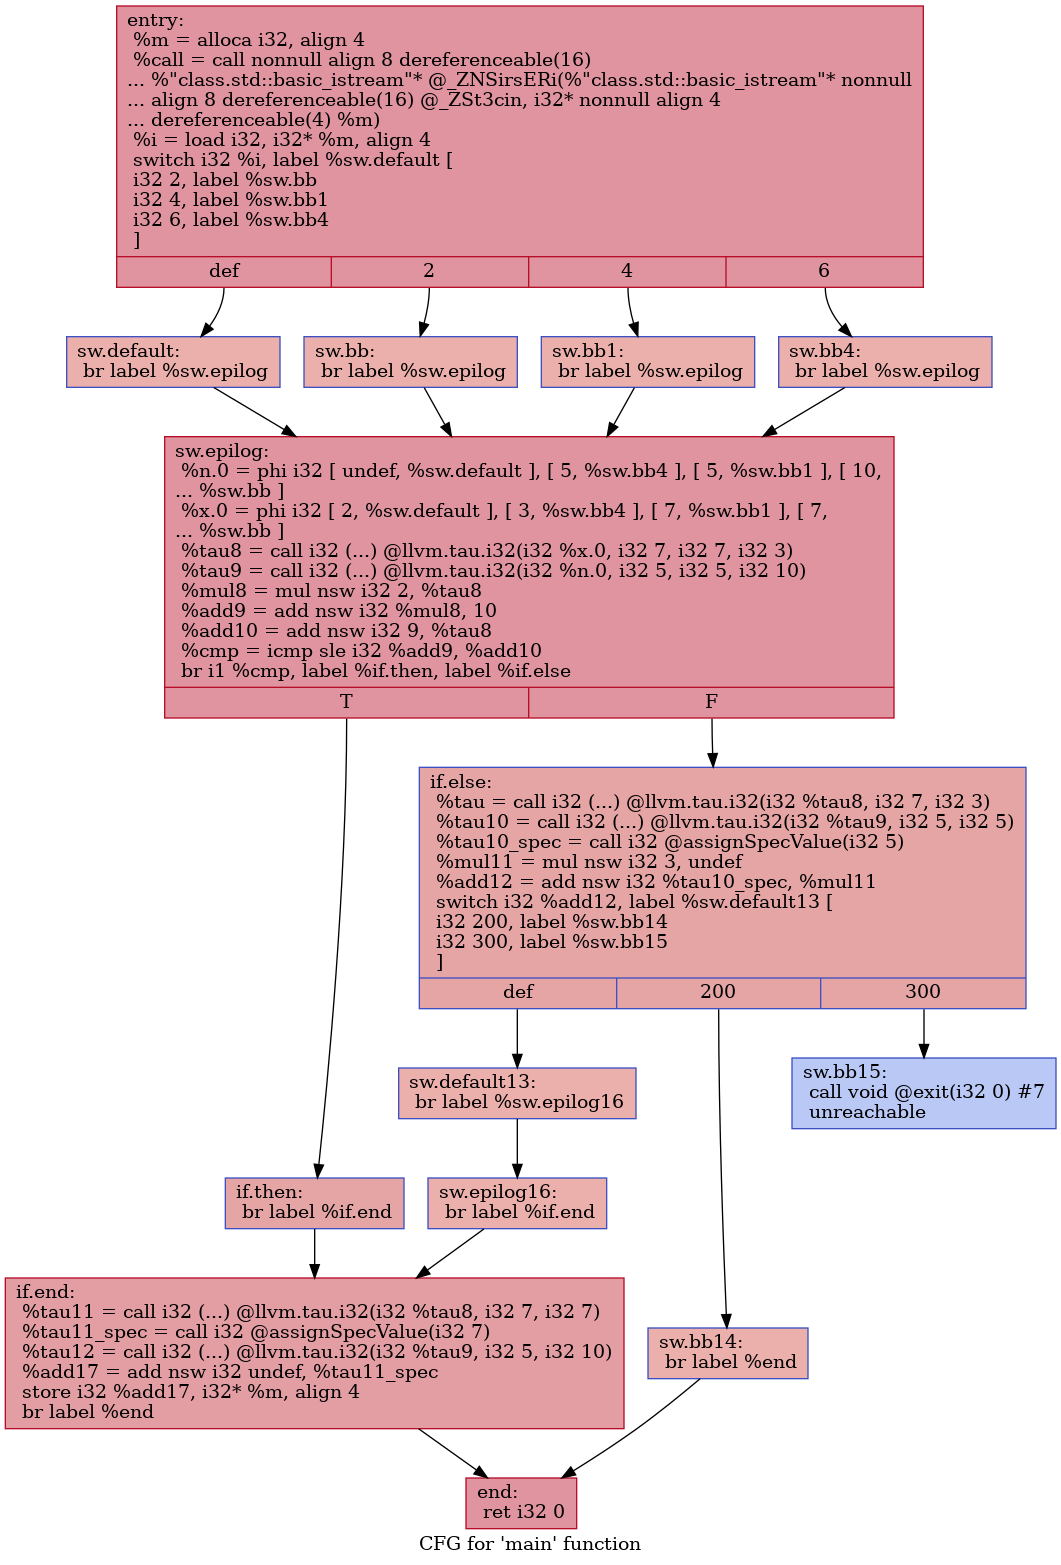 entry:
%m = alloca i32, align 4
%call = call nonnull align 8 dereferenceable(16)
... %"class.std::basic_istream"* @_ZNSirsERi(%"class.std::basic_istream"* nonnull
... align 8 dereferenceable(16) @_ZSt3cin, i32* nonnull align 4
... dereferenceable(4) %m)
%i = load i32, i32* %m, align 4
switch i32 %i, label %sw.default [
i32 2, label %sw.bb
i32 4, label %sw.bb1
i32 6, label %sw.bb4
]
def
2
4
6
sw.default:
br label %sw.epilog
sw.bb:
br label %sw.epilog
sw.bb1:
br label %sw.epilog
sw.bb4:
br label %sw.epilog
sw.epilog:
%n.0 = phi i32 [ undef, %sw.default ], [ 5, %sw.bb4 ], [ 5, %sw.bb1 ], [ 10,
... %sw.bb ]
%x.0 = phi i32 [ 2, %sw.default ], [ 3, %sw.bb4 ], [ 7, %sw.bb1 ], [ 7,
... %sw.bb ]
%tau8 = call i32 (...) @llvm.tau.i32(i32 %x.0, i32 7, i32 7, i32 3)
%tau9 = call i32 (...) @llvm.tau.i32(i32 %n.0, i32 5, i32 5, i32 10)
%mul8 = mul nsw i32 2, %tau8
%add9 = add nsw i32 %mul8, 10
%add10 = add nsw i32 9, %tau8
%cmp = icmp sle i32 %add9, %add10
br i1 %cmp, label %if.then, label %if.else
T
F
if.else:
%tau = call i32 (...) @llvm.tau.i32(i32 %tau8, i32 7, i32 3)
%tau10 = call i32 (...) @llvm.tau.i32(i32 %tau9, i32 5, i32 5)
%tau10_spec = call i32 @assignSpecValue(i32 5)
%mul11 = mul nsw i32 3, undef
%add12 = add nsw i32 %tau10_spec, %mul11
switch i32 %add12, label %sw.default13 [
i32 200, label %sw.bb14
i32 300, label %sw.bb15
]
def
200
300
sw.default13:
br label %sw.epilog16
sw.bb15:
call void @exit(i32 0) #7
unreachable
if.then:
br label %if.end
sw.epilog16:
br label %if.end
if.end:
%tau11 = call i32 (...) @llvm.tau.i32(i32 %tau8, i32 7, i32 7)
%tau11_spec = call i32 @assignSpecValue(i32 7)
%tau12 = call i32 (...) @llvm.tau.i32(i32 %tau9, i32 5, i32 10)
%add17 = add nsw i32 undef, %tau11_spec
store i32 %add17, i32* %m, align 4
br label %end
sw.bb14:
br label %end
end:
ret i32 0
CFG for 'main' function